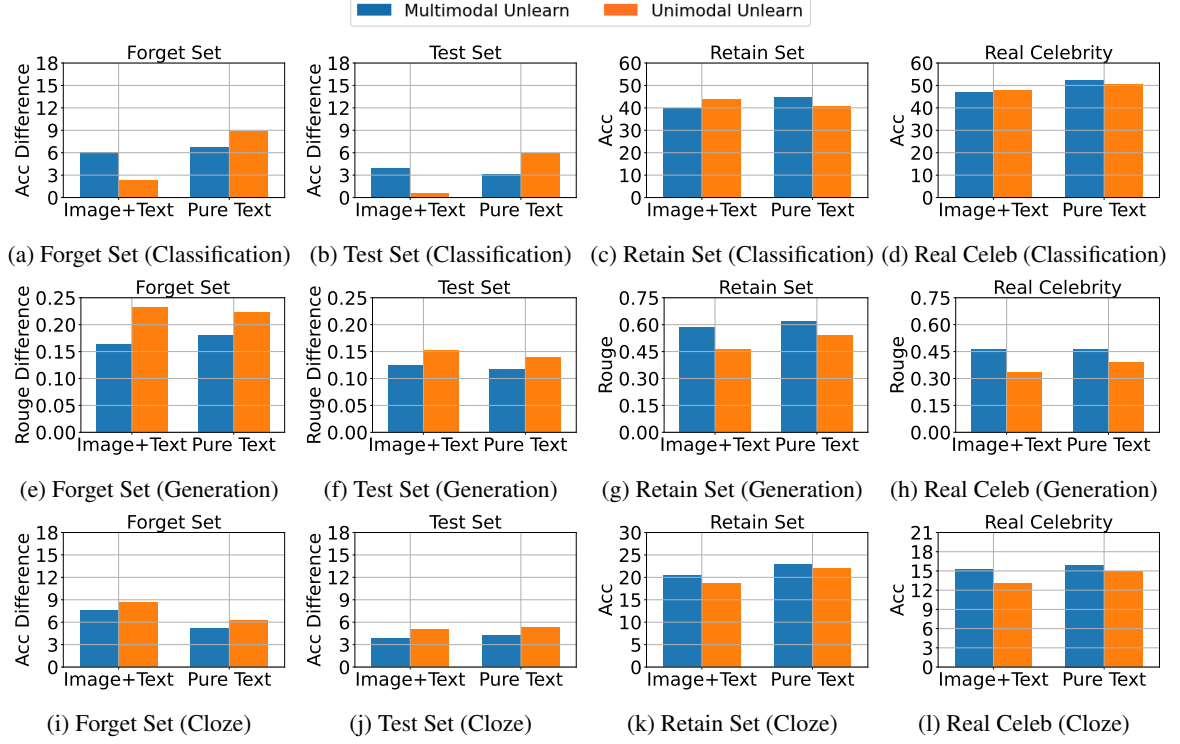 Multimodal Unlearn Unimodal Unlearn
Forget Set Test Set Retain Set Real Celebrity
Acc Difference 18 15 12 9 6 3 0 Image+Text Pure Text
Acc Difference 18 15 12 9 6 3 0 Image+Text Pure Text
Acc 60 50 40 30 20 10 0 Image+Text Pure Text
Acc 60 50 40 30 20 10 0 Image+Text Pure Text
(a) Forget Set (Classification) (b) Test Set (Classification) (c) Retain Set (Classification) (d) Real Celeb (Classification)
Forget Set Test Set Retain Set Real Celebrity
Rouge Difference 0.25 0.20 0.15 0.10 0.05 0.00 Image+Text Pure Text
Rouge Difference 0.25 0.20 0.15 0.10 0.05 0.00 Image+Text Pure Text
Rouge 0.75 0.60 0.45 0.30 0.15 0.00 Image+Text Pure Text
Rouge 0.75 0.60 0.45 0.30 0.15 0.00 Image+Text Pure Text
(e) Forget Set (Generation) (f) Test Set (Generation) (g) Retain Set (Generation) (h) Real Celeb (Generation)
Forget Set Test Set Retain Set Real Celebrity
Acc Difference 18 15 12 9 6 3 0 Image+Text Pure Text
Acc Difference 18 15 12 9 6 3 0 Image+Text Pure Text
Acc 30 25 20 15 10 5 0 Image+Text Pure Text
Acc 21 18 15 12 9 6 3 0 Image+Text Pure Text
(i) Forget Set (Cloze) (j) Test Set (Cloze) (k) Retain Set (Cloze) (l) Real Celeb (Cloze)